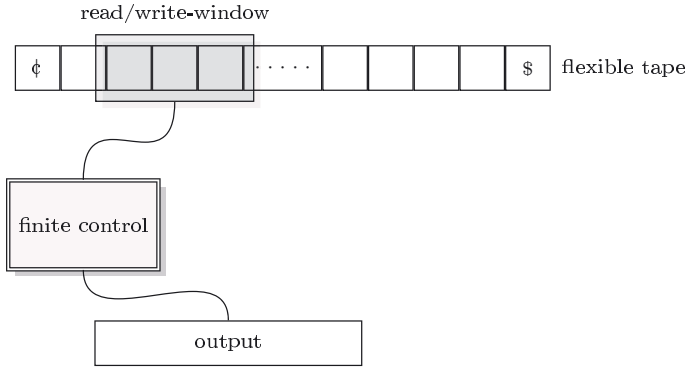 read/write-window
¢ · · · · · $ flexible tape
finite control
output